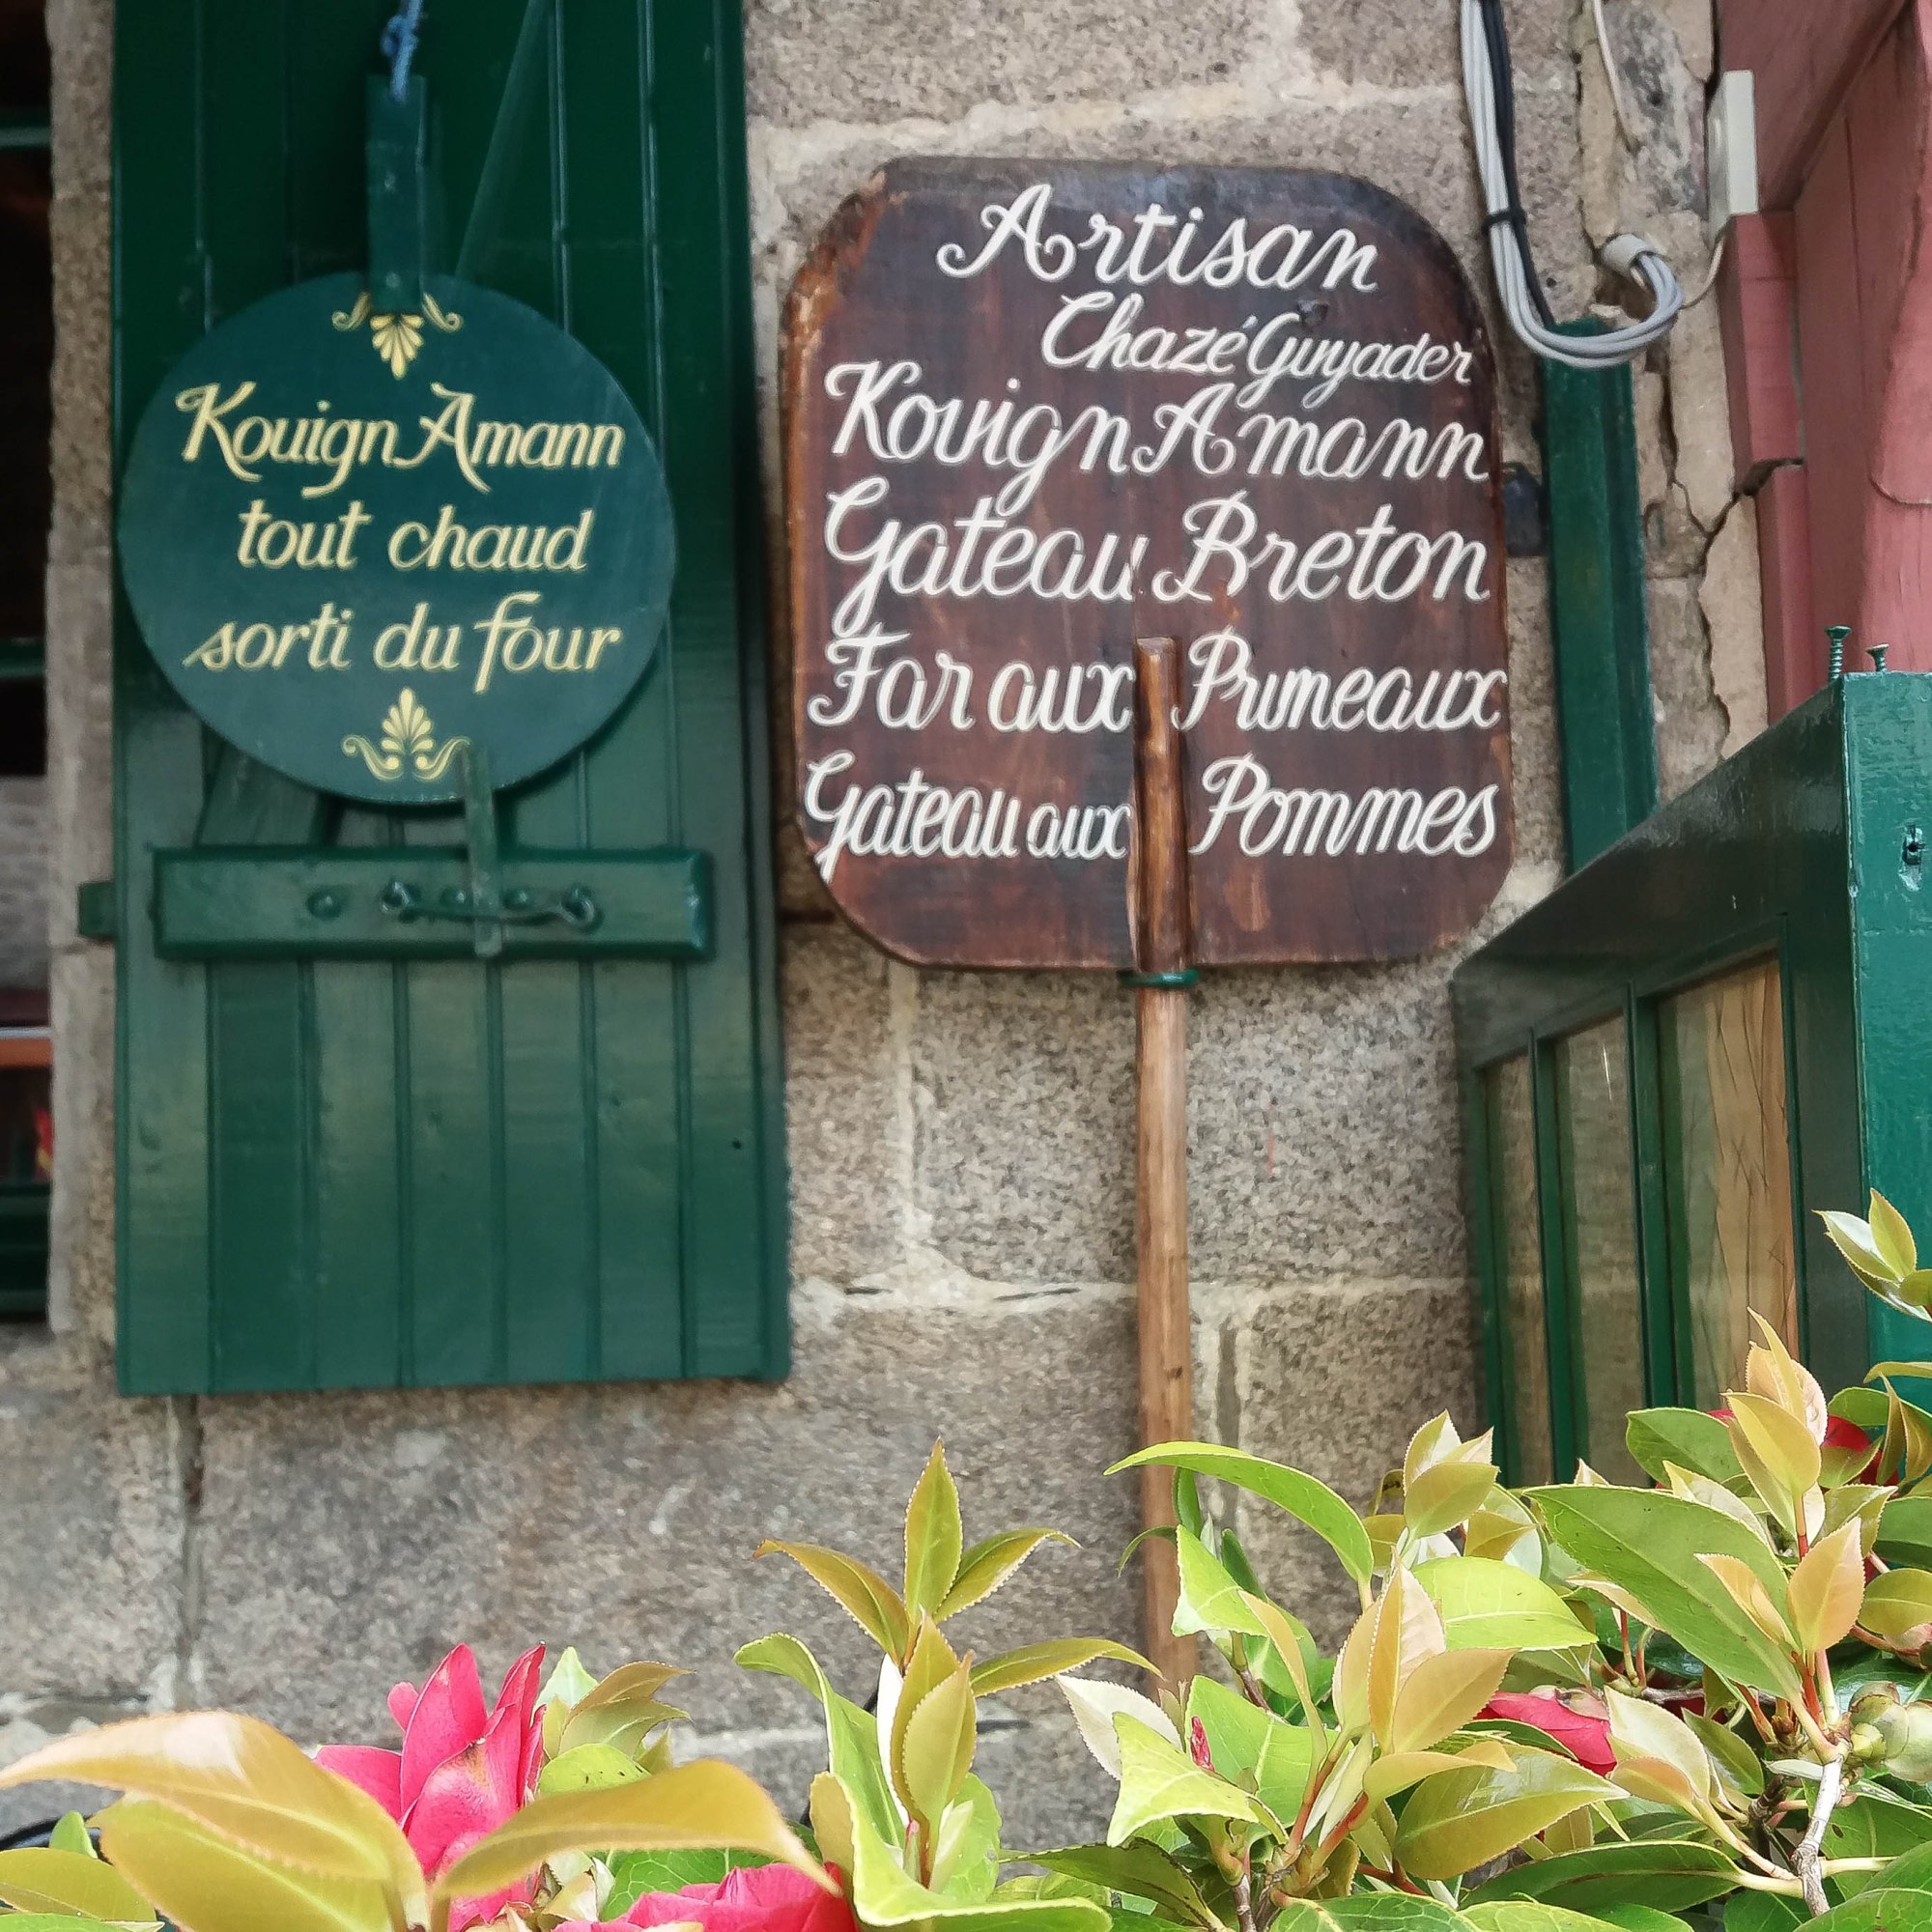 Kouign Amann
tout chaud
sorti du four
Artisan
Chazé Guyader
Kouign Amann
Gateau Breton
Far aux Pruneaux
Gateau aux Pommes